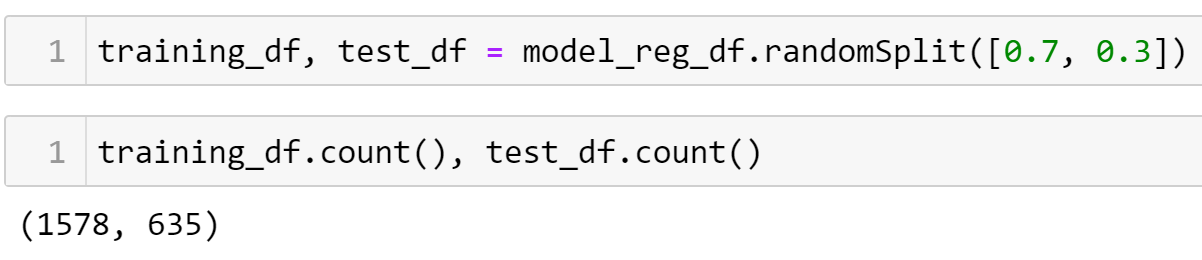 1 training_df, test_df = model_reg_df.randomSplit([0.7, 0.3])
1 training_df.count(), test_df.count()
(1578, 635)